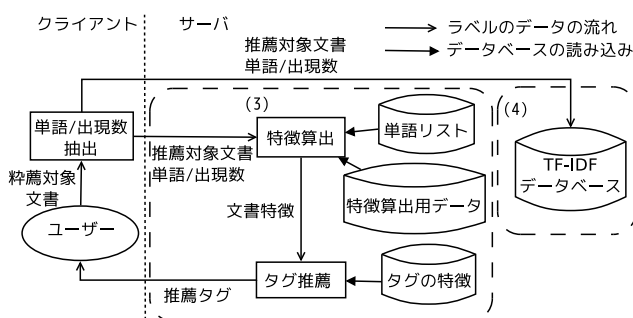 クライアント
サーバ
ラベルのデータの流れ
データベースの読み込み
推薦対象文書
単語/出現数
(3)
(4)
単語/出現数
抽出
推薦対象文書
単語/出現数
特徴算出
単語リスト
TF-IDF
データベース
粋薦対象
文書
特徴算出用データ
文書特徴
ユーザー
タグ推薦
タグの特徴
推薦タグ